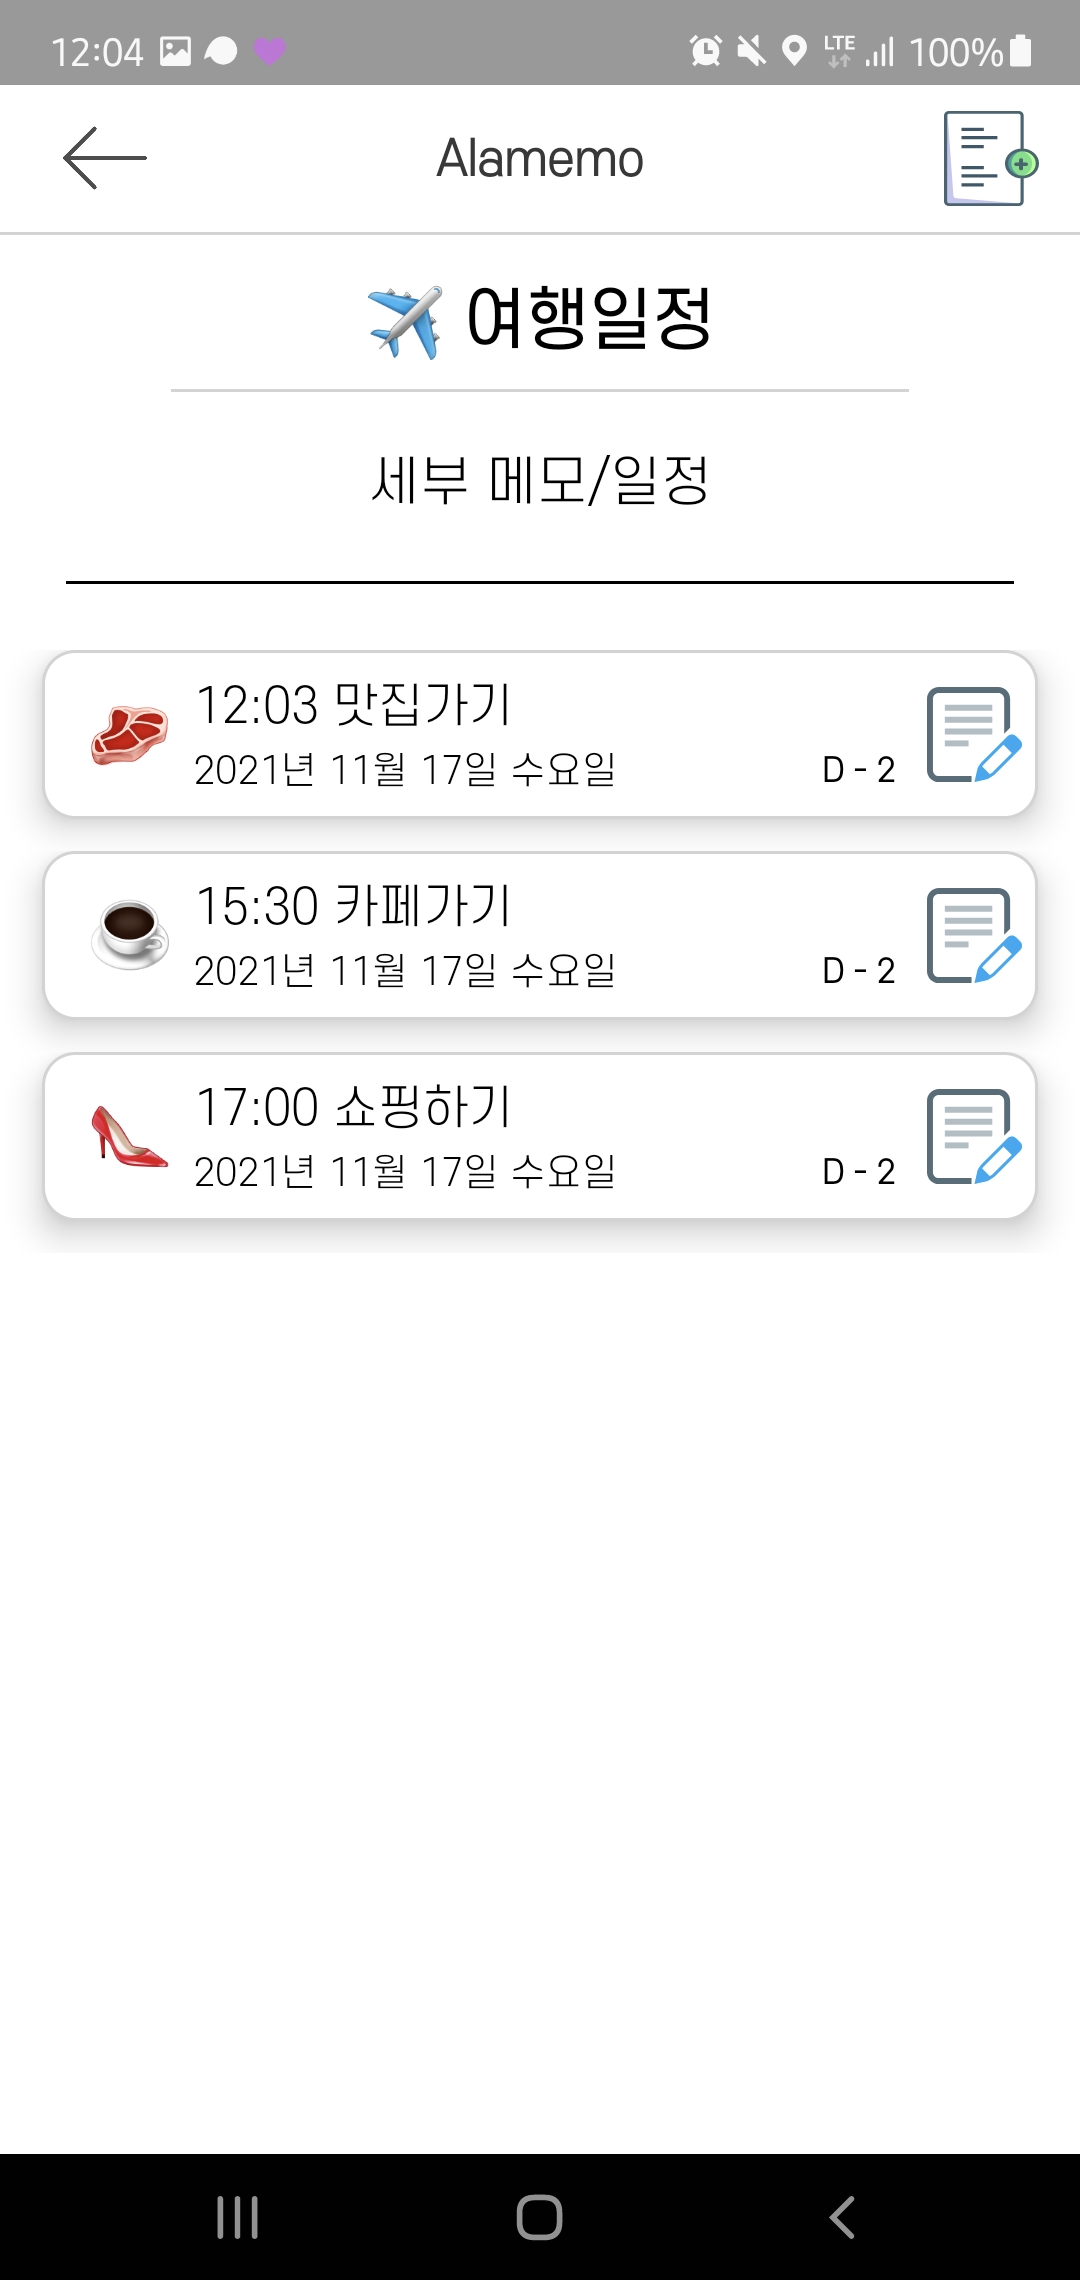 12:04 LTE 100%
Alamemo
여행일정
세부 메모/일정
12:03 맛집가기
2021년 11월 17일 수요일 D - 2
15:30 카페가기
2021년 11월 17일 수요일 D - 2
17:00 쇼핑하기
2021년 11월 17일 수요일 D - 2